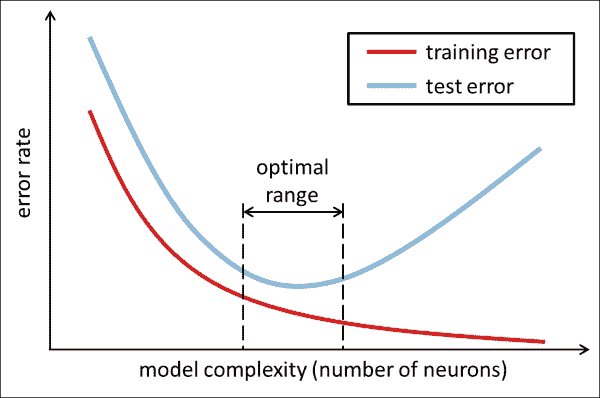 training error
test error
optimal
range
error rate
model complexity (number of neurons)